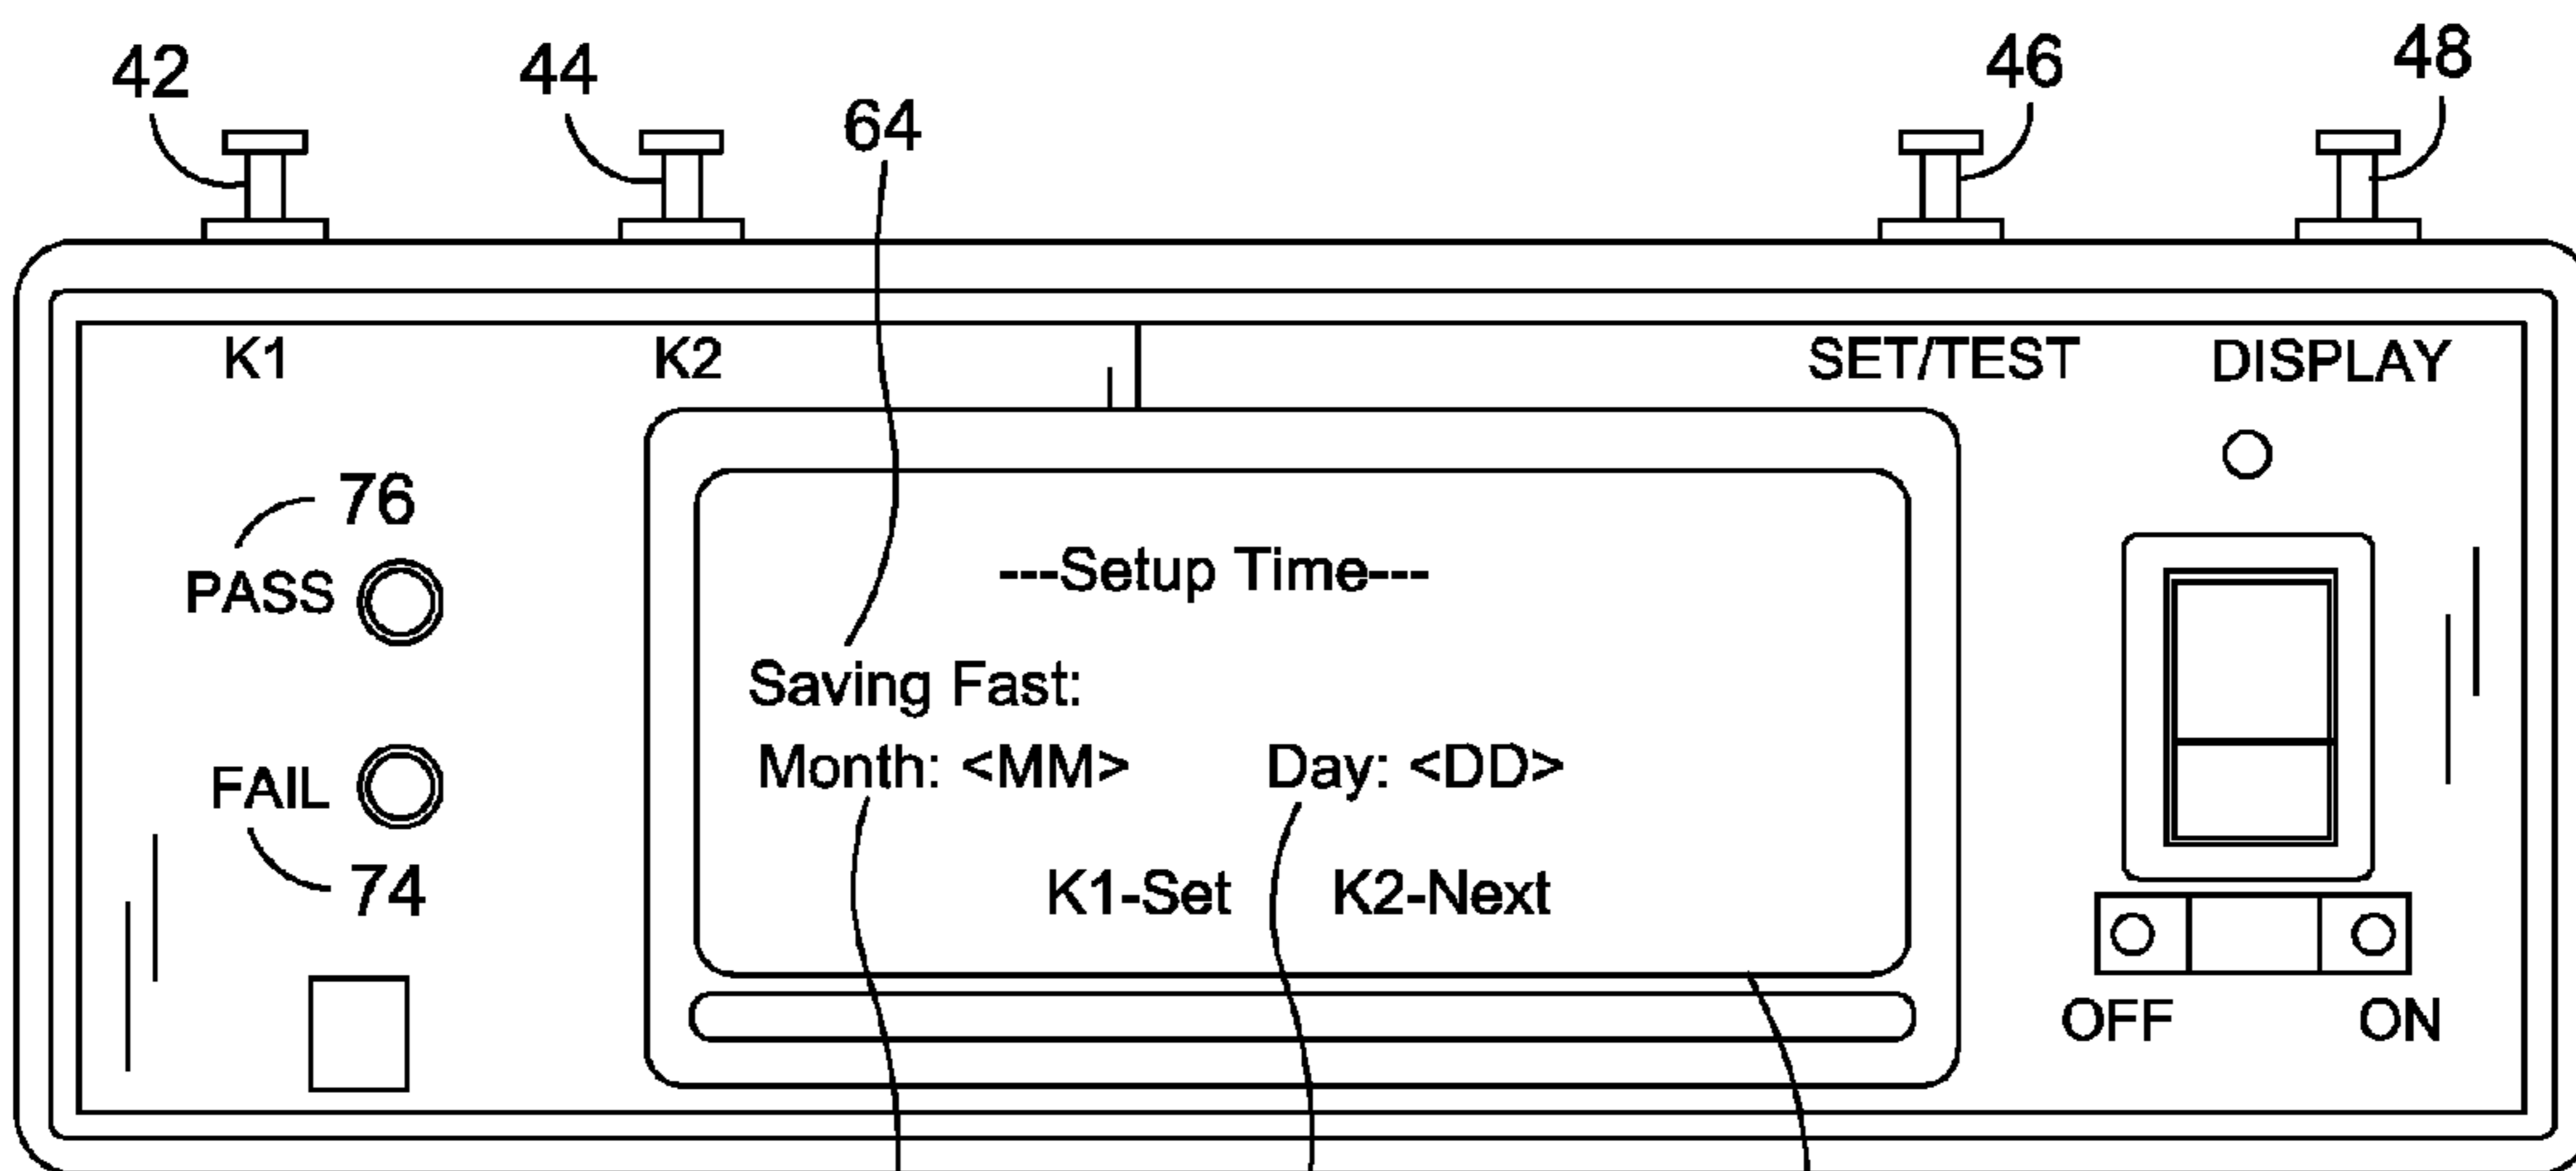 42 44 64 46 48
K1 K2 SET/TEST DISPLAY
76
PASS
---Setup Time---
Saving Fast:
Month: <MM> Day: <DD>
FAIL
74
K1-Set K2-Next
OFF ON